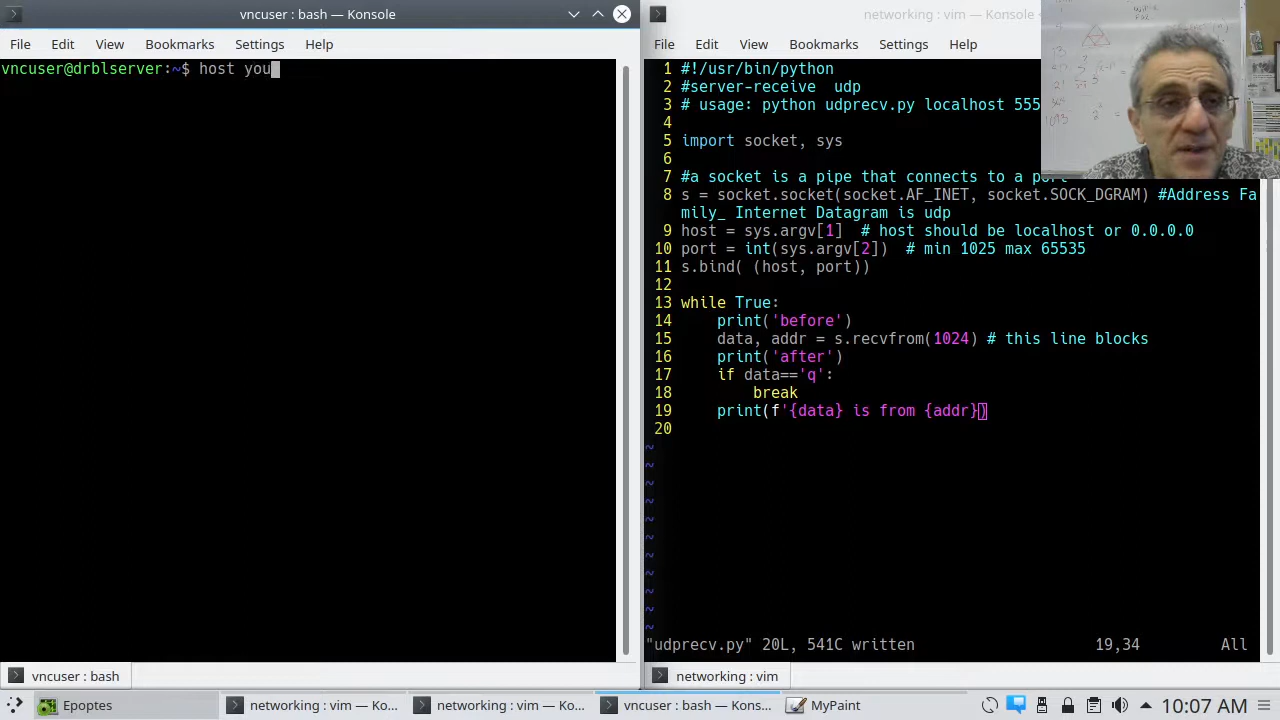 vncuser : bash — Konsole
File Edit View Bookmarks Settings Help
vncuser@drblserver:~$ host you
vncuser : bash
networking : vim — Konsole
File Edit View Bookmarks Settings Help
1 #!/usr/bin/python
2 #server-receive  udp
3 # usage: python udprecv.py localhost 555
4
5 import socket, sys
6
7 #a socket is a pipe that connects to a port
8 s = socket.socket(socket.AF_INET, socket.SOCK_DGRAM) #Address Fa
mily_ Internet Datagram is udp
9 host = sys.argv[1]  # host should be localhost or 0.0.0.0
10 port = int(sys.argv[2])  # min 1025 max 65535
11 s.bind( (host, port))
12
13 while True:
14     print('before')
15     data, addr = s.recvfrom(1024) # this line blocks
16     print('after')
17     if data=='q':
18         break
19     print(f'{data} is from {addr})
20
~
~
~
~
~
~
~
~
~
~
~
"udprecv.py" 20L, 541C written 19,34 All
networking : vim
Epoptes
networking : vim — Kons...
networking : vim — Kons...
vncuser : bash — Kons...
MyPaint
10:07 AM